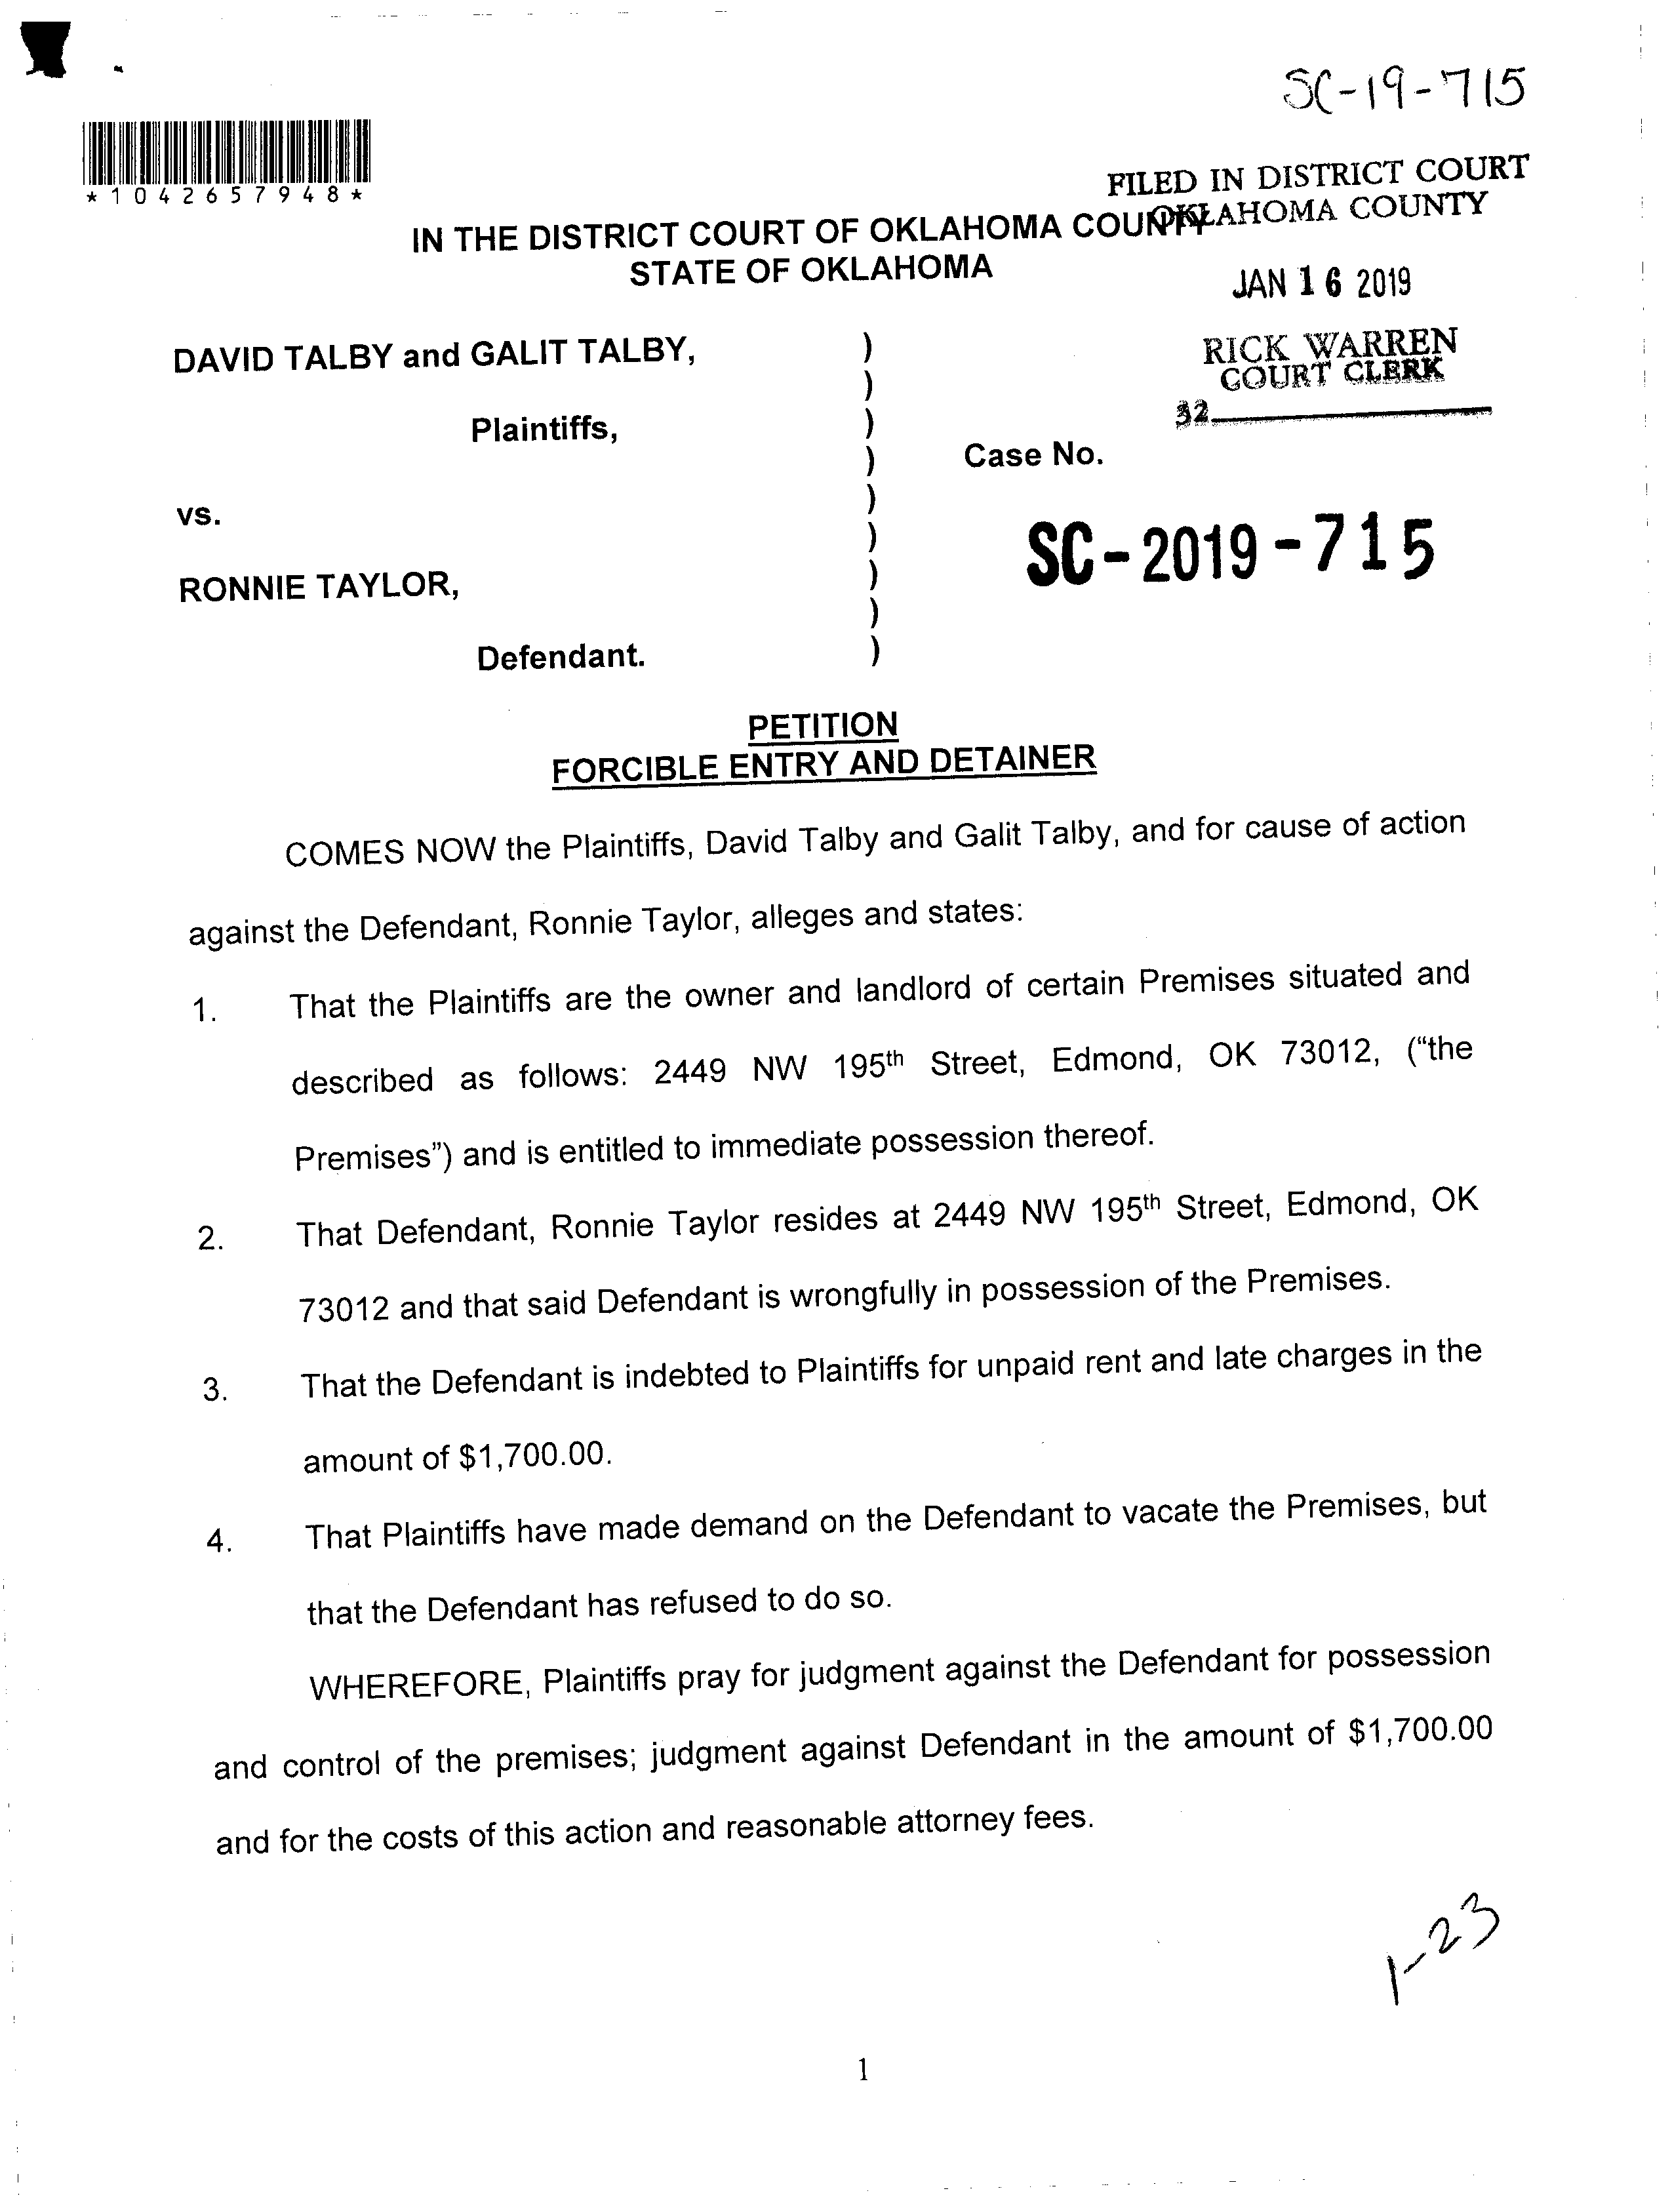 SC-19-715
*1042657948*
FILED IN DISTRICT COURT
OKLAHOMA COUNTY
IN THE DISTRICT COURT OF OKLAHOMA COUNTY
STATE OF OKLAHOMA
JAN 16 2019
DAVID TALBY and GALIT TALBY, )
RICK WARREN
COURT CLERK
)
32
Plaintiffs, )
) Case No.
)
vs.
)
SC-2019-715
RONNIE TAYLOR, )
)
Defendant. )
PETITION
FORCIBLE ENTRY AND DETAINER
COMES NOW the Plaintiffs, David Talby and Galit Talby, and for cause of action
against the Defendant, Ronnie Taylor, alleges and states:
1. That the Plaintiffs are the owner and landlord of certain Premises situated and
described as follows: 2449 NW 195th Street, Edmond, OK 73012, (“the
Premises”) and is entitled to immediate possession thereof.
2. That Defendant, Ronnie Taylor resides at 2449 NW 195th Street, Edmond, OK
73012 and that said Defendant is wrongfully in possession of the Premises.
3. That the Defendant is indebted to Plaintiffs for unpaid rent and late charges in the
amount of $1,700.00.
4. That Plaintiffs have made demand on the Defendant to vacate the Premises, but
that the Defendant has refused to do so.
WHEREFORE, Plaintiffs pray for judgment against the Defendant for possession
and control of the premises; judgment against Defendant in the amount of $1,700.00
and for the costs of this action and reasonable attorney fees.
1-23
1